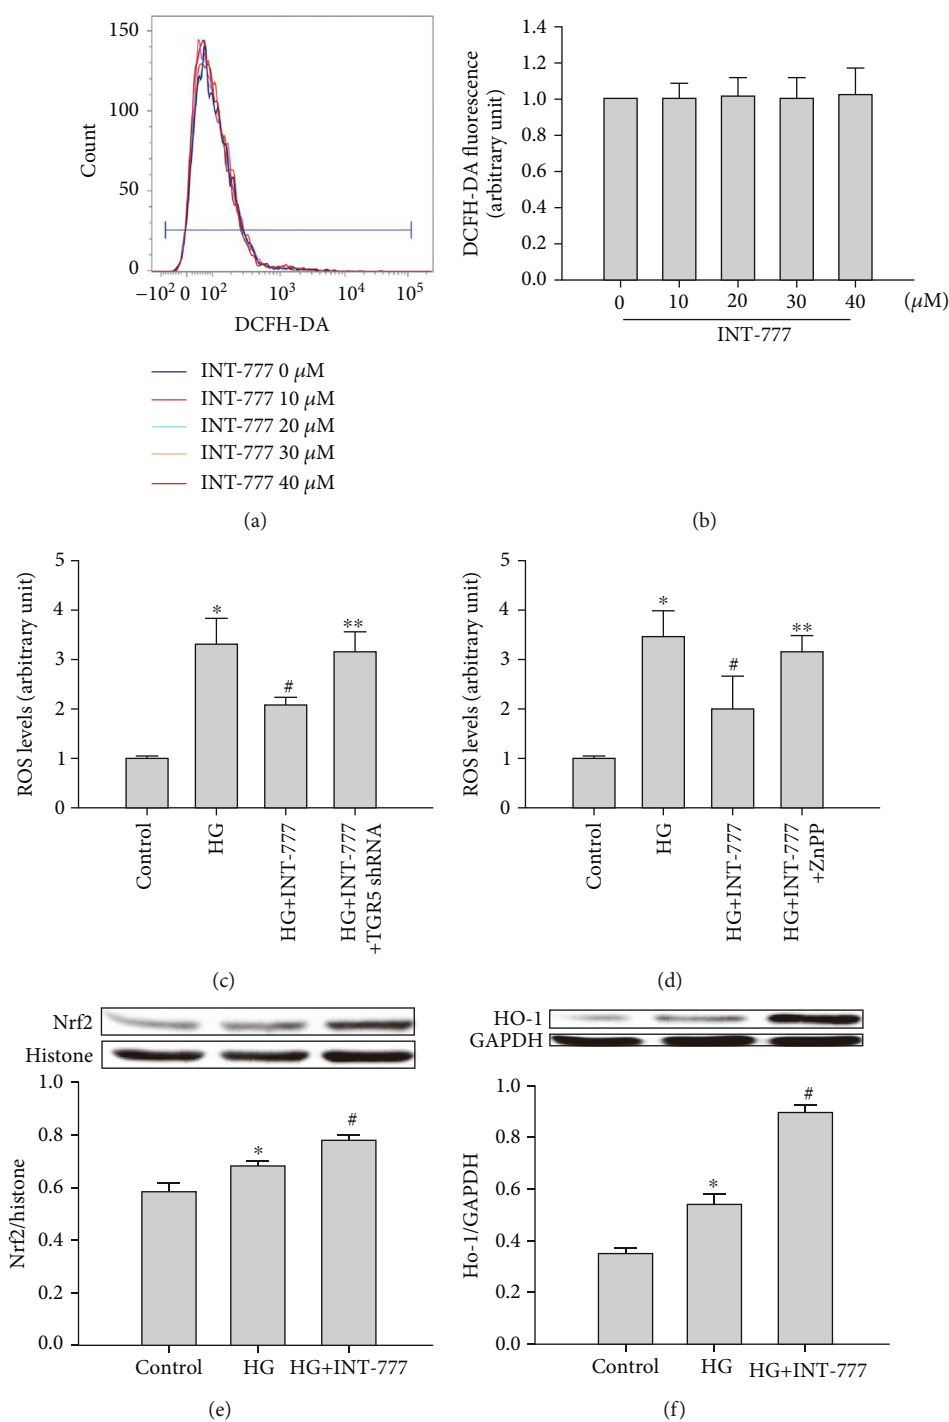 150
100
50
0
Count
−10² 0 10² 10³ 10⁴ 10⁵
DCFH-DA
INT-777 0 μM
INT-777 10 μM
INT-777 20 μM
INT-777 30 μM
INT-777 40 μM
(a)
1.4
1.2
1.0
0.8
0.6
0.4
0.2
0.0
DCFH-DA fluorescence
(arbitrary unit)
0 10 20 30 40 (μM)
INT-777
(b)
5
4
3
2
1
0
ROS levels (arbitrary unit)
*
#
**
Control
HG
HG+INT-777
HG+INT-777
+TGR5 shRNA
(c)
5
4
3
2
1
0
ROS levels (arbitrary unit)
*
#
**
Control
HG
HG+INT-777
HG+INT-777
+ZnPP
(d)
Nrf2
Histone
1.0
0.8
0.6
0.4
0.2
0.0
Nrf2/histone
*
#
Control HG HG+INT-777
(e)
HO-1
GAPDH
1.0
0.8
0.6
0.4
0.2
0.0
Ho-1/GAPDH
*
#
Control HG HG+INT-777
(f)